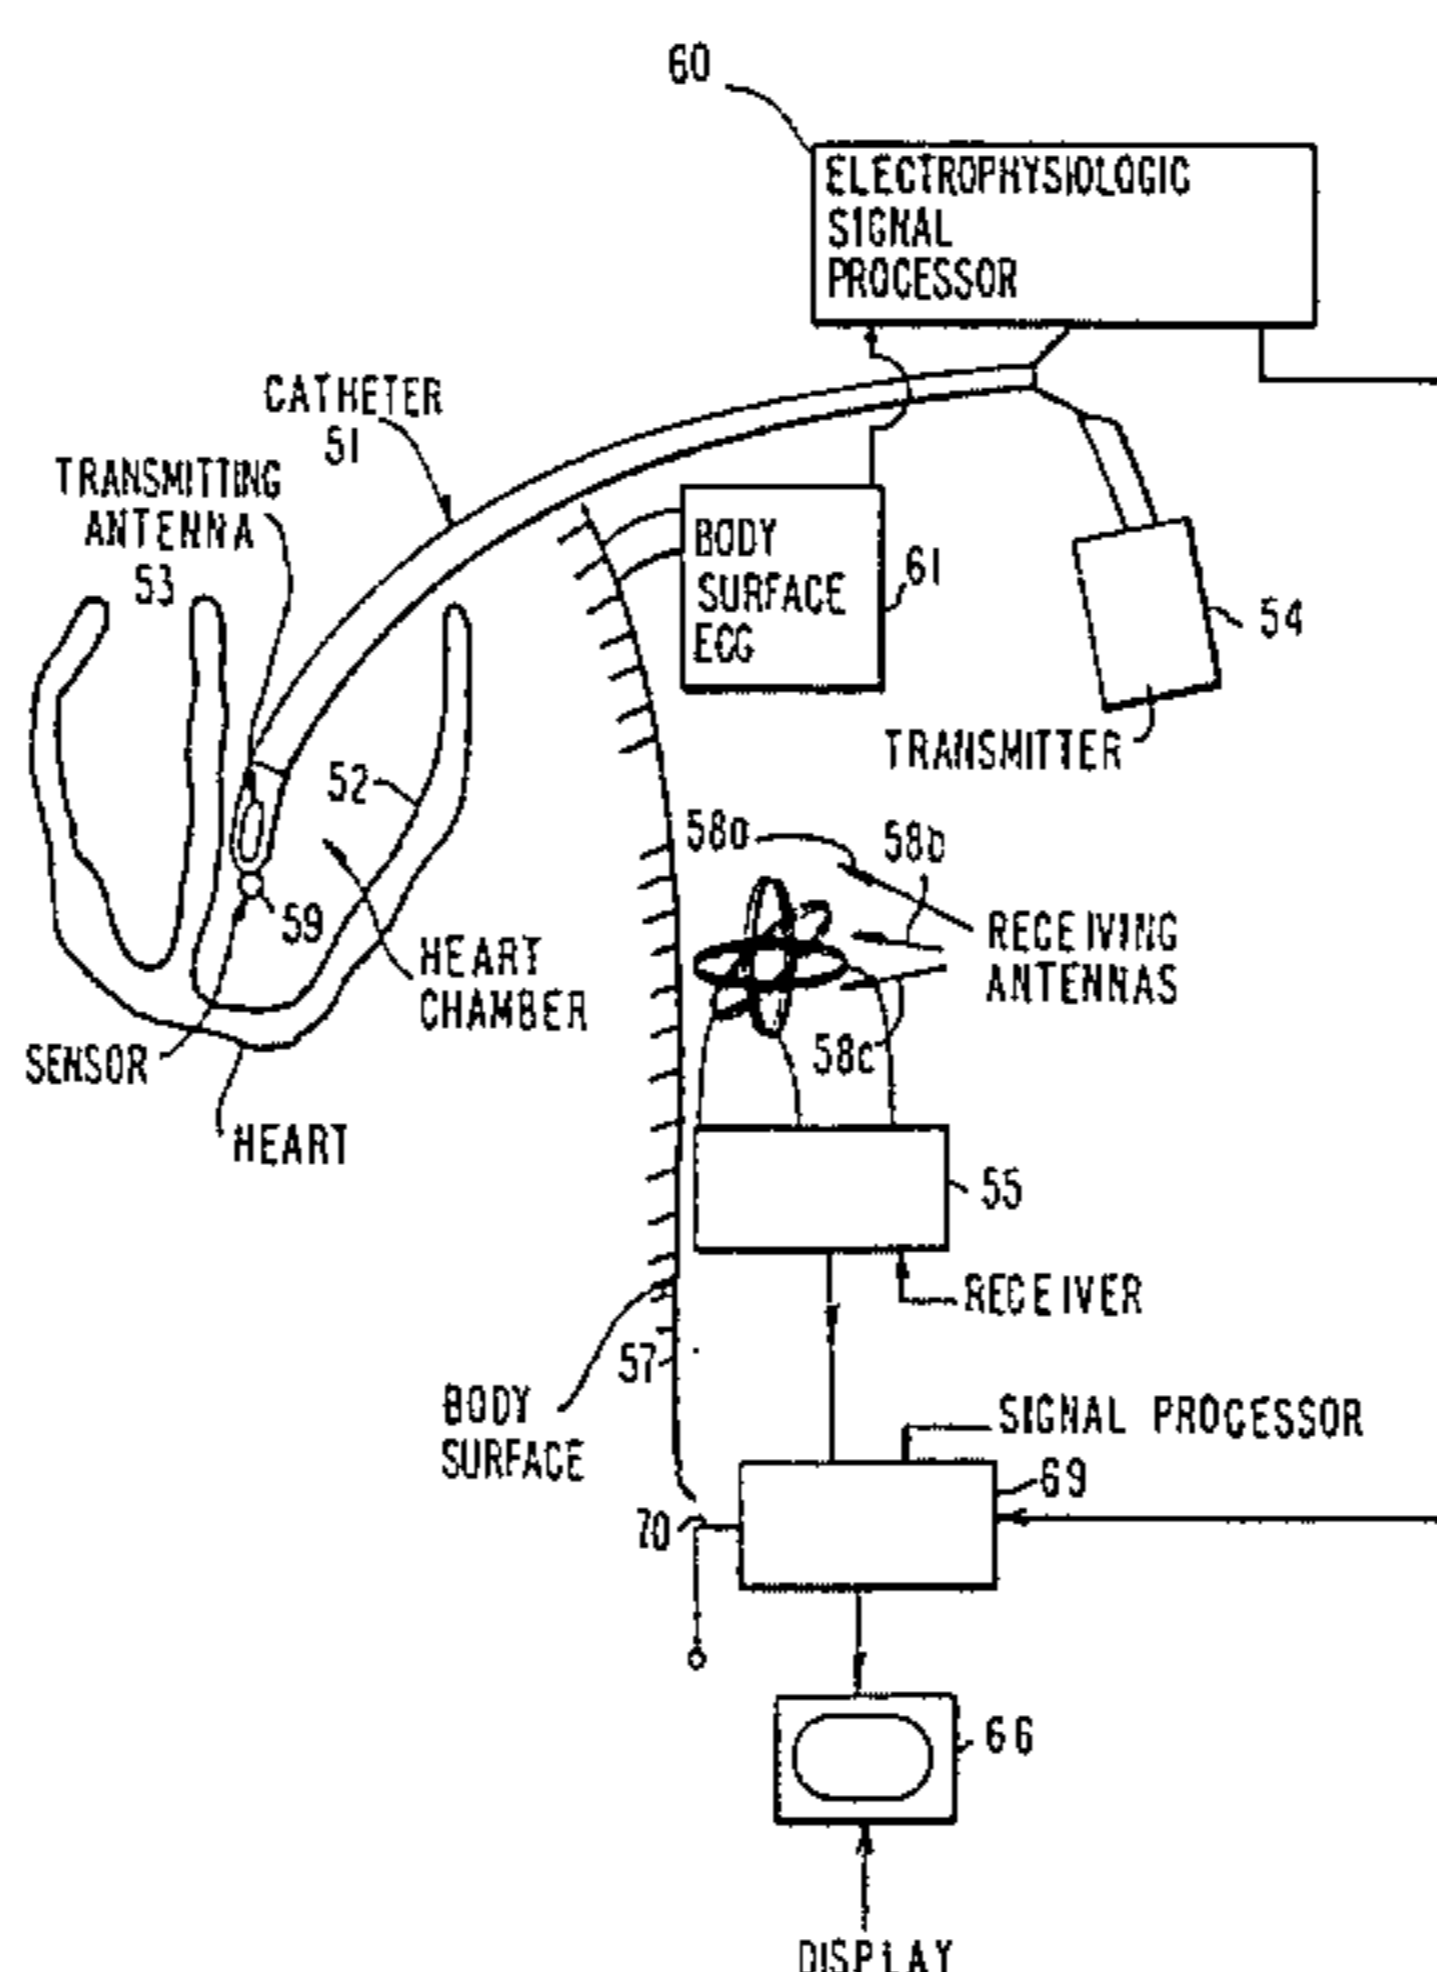 60
ELECTROPHYSIOLOGIC
SIGNAL
PROCESSOR
CATHETER
51
TRANSMITTING
ANTENNA
53
BODY
SURFACE
ECG
61
54
TRANSMITTER
52
58a
58b
59
RECEIVING
ANTENNAS
HEART
CHAMBER
58c
SENSOR
HEART
55
RECEIVER
57
BODY
SURFACE
SIGNAL PROCESSOR
69
70
66
DISPLAY